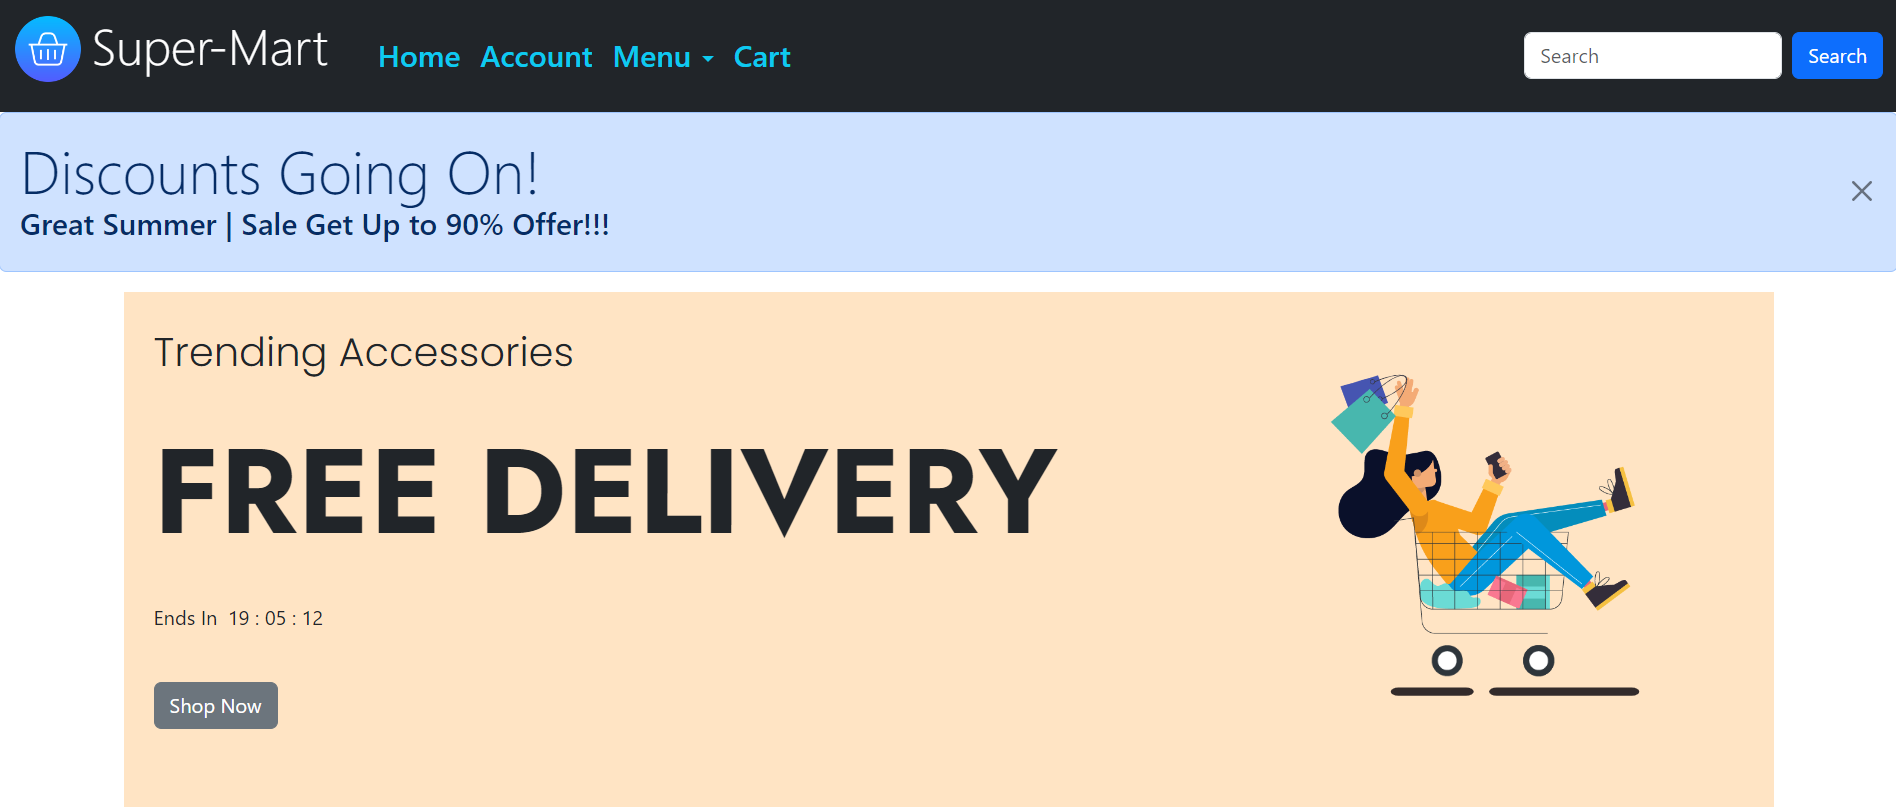 Super-Mart Home Account Menu Cart Search Search
Discounts Going On!
Great Summer | Sale Get Up to 90% Offer!!!
Trending Accessories
FREE DELIVERY
Ends In 19 : 05 : 12
Shop Now